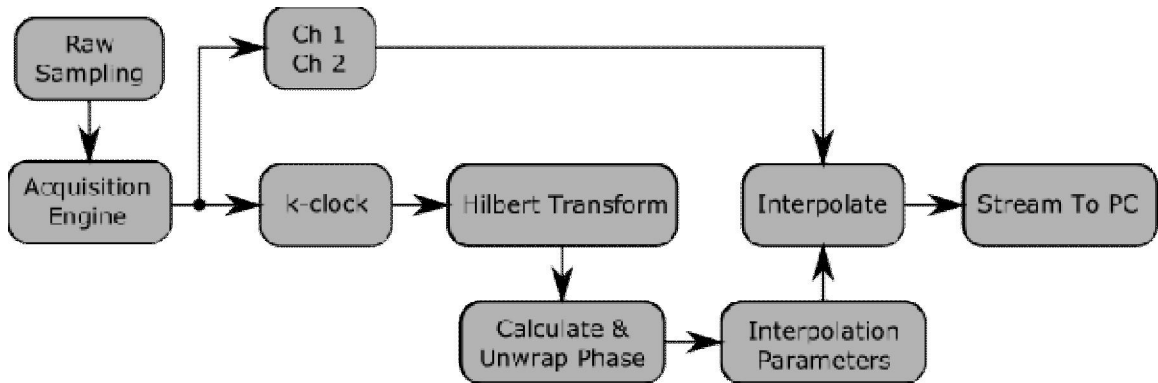 Raw
Sampling
Ch 1
Ch 2
Acquisition
Engine
k-clock
Hilbert Transform
Interpolate
Stream To PC
Calculate &
Unwrap Phase
Interpolation
Parameters